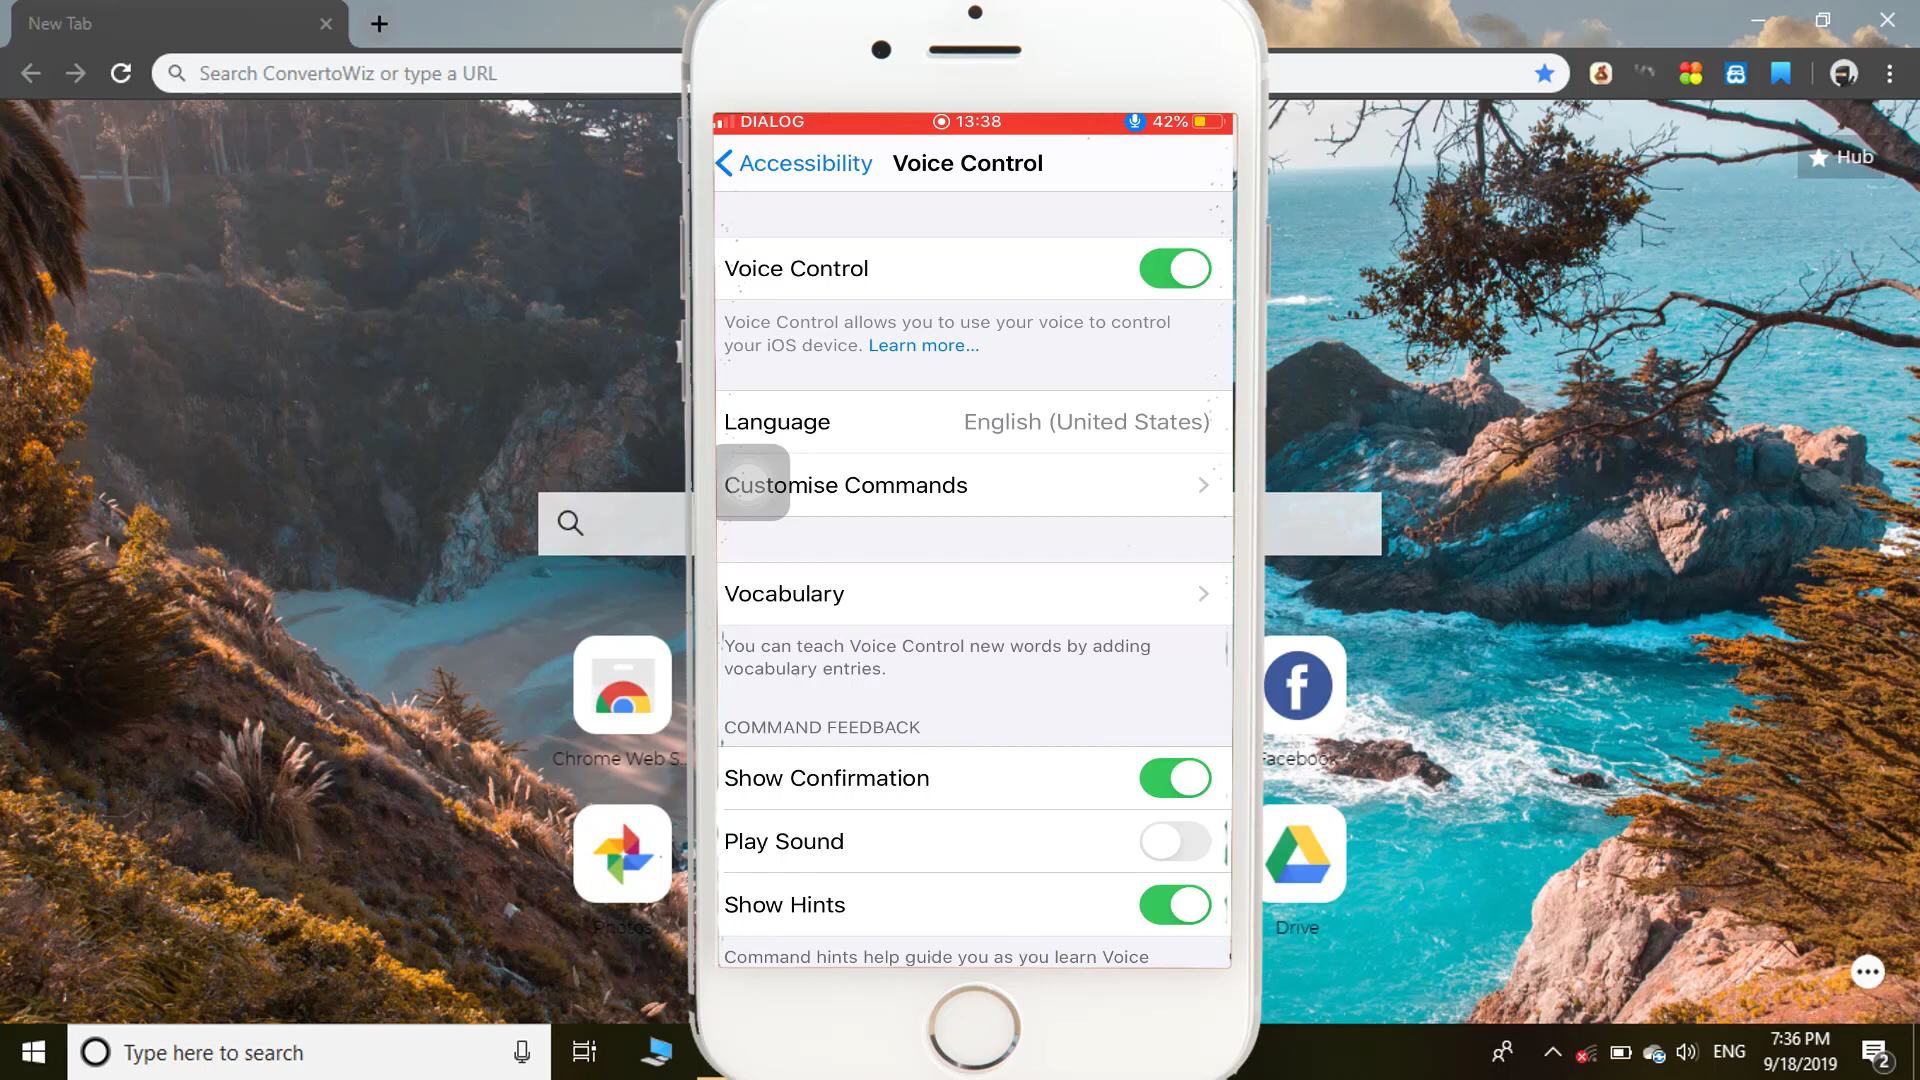 New Tab
Search ConvertoWiz or type a URL
Hub
DIALOG 13:38 42%
Accessibility Voice Control
Voice Control
Voice Control allows you to use your voice to control
your iOS device. Learn more...
Language English (United States)
Customise Commands
Vocabulary
You can teach Voice Control new words by adding
vocabulary entries.
COMMAND FEEDBACK
Show Confirmation
Play Sound
Show Hints
Command hints help guide you as you learn Voice
Chrome Web S...
Facebook
Photos
Drive
Type here to search
ENG
7:36 PM
9/18/2019
2